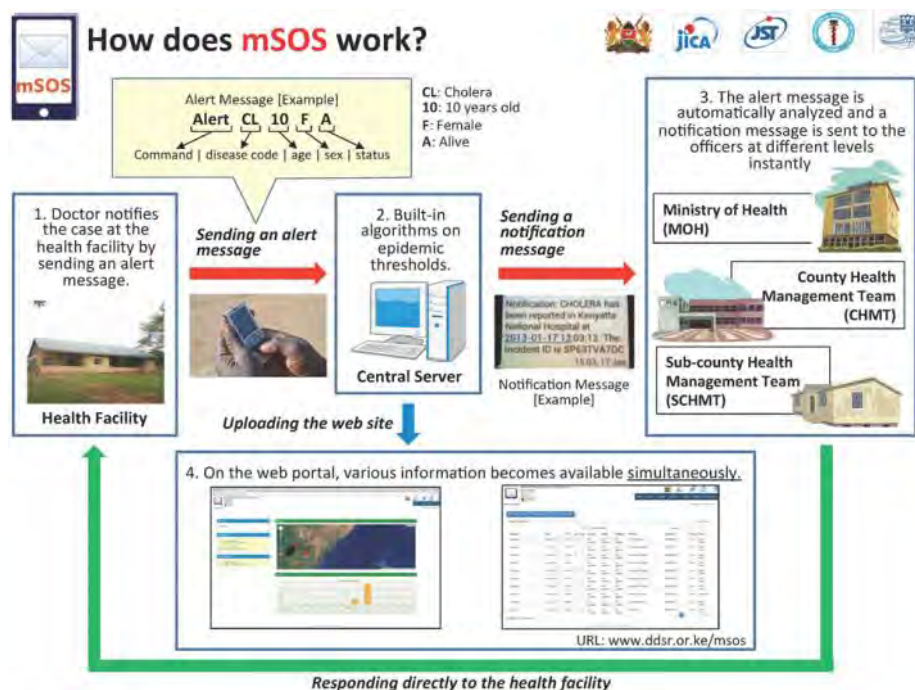 How does mSOS work?
mSOS
JICA
JST
Alert Message [Example]
Alert CL 10 F A
Command | disease code | age | sex | status
CL: Cholera
10: 10 years old
F: Female
A: Alive
1. Doctor notifies
the case at the
health facility by
sending an alert
message.
Health Facility
Sending an alert
message
2. Built-in
algorithms on
epidemic
thresholds.
Central Server
Sending a
notification
message
Notification: CHOLERA has
been reported in Kenyatta
National Hospital at
2013-01-17 13:03:12. The
Incident ID is SP63TVA7DC
Notification Message
[Example]
3. The alert message is
automatically analyzed and a
notification message is sent to the
officers at different levels
instantly
Ministry of Health
(MOH)
County Health
Management Team
(CHMT)
Sub-county Health
Management Team
(SCHMT)
Uploading the web site
4. On the web portal, various information becomes available simultaneously.
URL: www.ddsr.or.ke/msos
Responding directly to the health facility